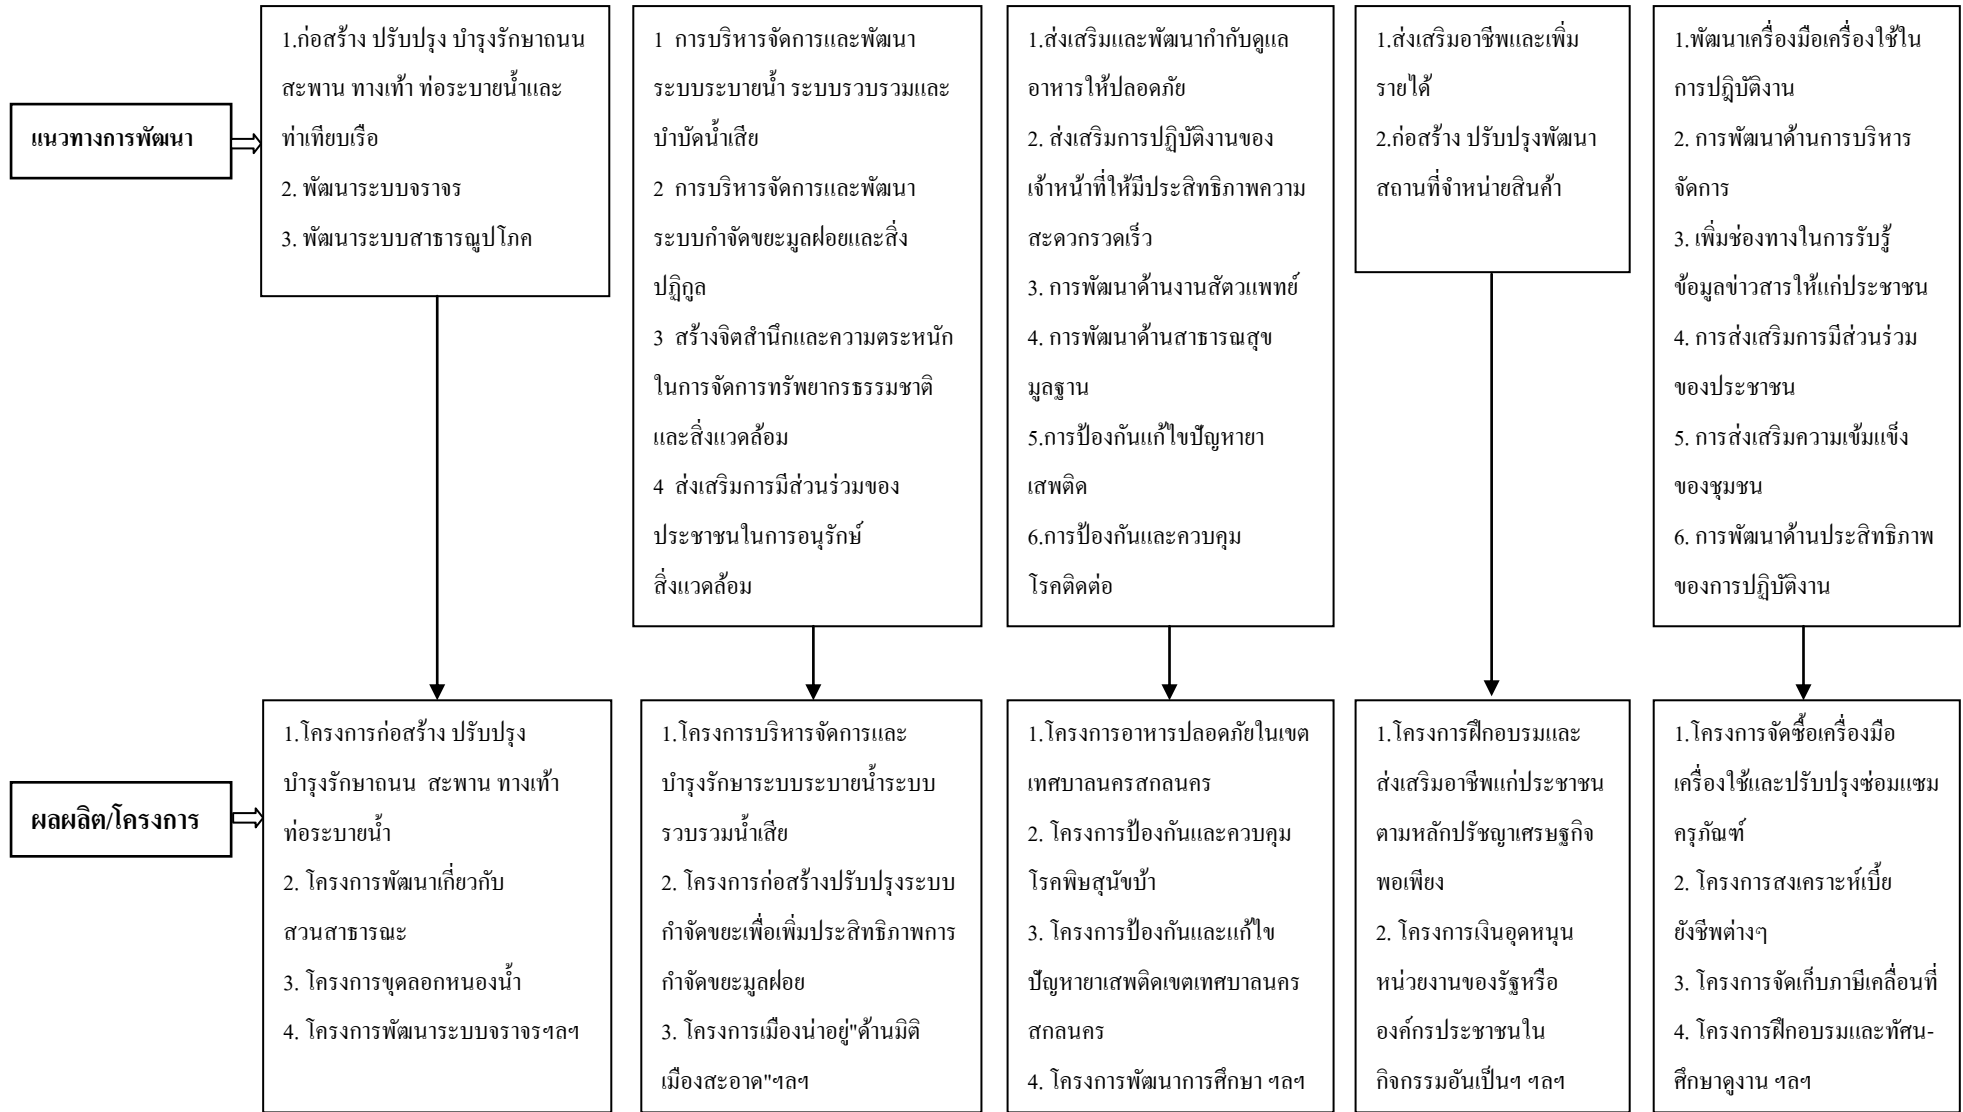 แนวทางการพัฒนา
1.ก่อสร้าง ปรับปรุง บำรุงรักษาถนน
สะพาน ทางเท้า ท่อระบายน้ำและ
ท่าเทียบเรือ
2. พัฒนาระบบจราจร
3. พัฒนาระบบสาธารณูปโภค
1 การบริหารจัดการและพัฒนา
ระบบระบายน้ำ ระบบรวบรวมและ
บำบัดน้ำเสีย
2 การบริหารจัดการและพัฒนา
ระบบกำจัดขยะมูลฝอยและสิ่ง
ปฏิกูล
3 สร้างจิตสำนึกและความตระหนัก
ในการจัดการทรัพยากรธรรมชาติ
และสิ่งแวดล้อม
4 ส่งเสริมการมีส่วนร่วมของ
ประชาชนในการอนุรักษ์
สิ่งแวดล้อม
1.ส่งเสริมและพัฒนากำกับดูแล
อาหารให้ปลอดภัย
2. ส่งเสริมการปฏิบัติงานของ
เจ้าหน้าที่ให้มีประสิทธิภาพความ
สะดวกรวดเร็ว
3. การพัฒนาด้านงานสัตวแพทย์
4. การพัฒนาด้านสาธารณสุข
มูลฐาน
5.การป้องกันแก้ไขปัญหายา
เสพติด
6.การป้องกันและควบคุม
โรคติดต่อ
1.ส่งเสริมอาชีพและเพิ่ม
รายได้
2.ก่อสร้าง ปรับปรุงพัฒนา
สถานที่จำหน่ายสินค้า
1.พัฒนาเครื่องมือเครื่องใช้ใน
การปฎิบัติงาน
2. การพัฒนาด้านการบริหาร
จัดการ
3. เพิ่มช่องทางในการรับรู้
ข้อมูลข่าวสารให้แก่ประชาชน
4. การส่งเสริมการมีส่วนร่วม
ของประชาชน
5. การส่งเสริมความเข้มแข็ง
ของชุมชน
6. การพัฒนาด้านประสิทธิภาพ
ของการปฏิบัติงาน
ผลผลิต/โครงการ
1.โครงการก่อสร้าง ปรับปรุง
บำรุงรักษาถนน สะพาน ทางเท้า
ท่อระบายน้ำ
2. โครงการพัฒนาเกี่ยวกับ
สวนสาธารณะ
3. โครงการขุดลอกหนองน้ำ
4. โครงการพัฒนาระบบจราจรฯลฯ
1.โครงการบริหารจัดการและ
บำรุงรักษาระบบระบายน้ำระบบ
รวบรวมน้ำเสีย
2. โครงการก่อสร้างปรับปรุงระบบ
กำจัดขยะเพื่อเพิ่มประสิทธิภาพการ
กำจัดขยะมูลฝอย
3. โครงการเมืองน่าอยู่"ด้านมิติ
เมืองสะอาด"ฯลฯ
1.โครงการอาหารปลอดภัยในเขต
เทศบาลนครสกลนคร
2. โครงการป้องกันและควบคุม
โรคพิษสุนัขบ้า
3. โครงการป้องกันและแก้ไข
ปัญหายาเสพติดเขตเทศบาลนคร
สกลนคร
4. โครงการพัฒนาการศึกษา ฯลฯ
1.โครงการฝึกอบรมและ
ส่งเสริมอาชีพแก่ประชาชน
ตามหลักปรัชญาเศรษฐกิจ
พอเพียง
2. โครงการเงินอุดหนุน
หน่วยงานของรัฐหรือ
องค์กรประชาชนใน
กิจกรรมอันเป็นฯ ฯลฯ
1.โครงการจัดซื้อเครื่องมือ
เครื่องใช้และปรับปรุงซ่อมแซม
ครุภัณฑ์
2. โครงการสงเคราะห์เบี้ย
ยังชีพต่างๆ
3. โครงการจัดเก็บภาษีเคลื่อนที่
4. โครงการฝึกอบรมและทัศน-
ศึกษาดูงาน ฯลฯ